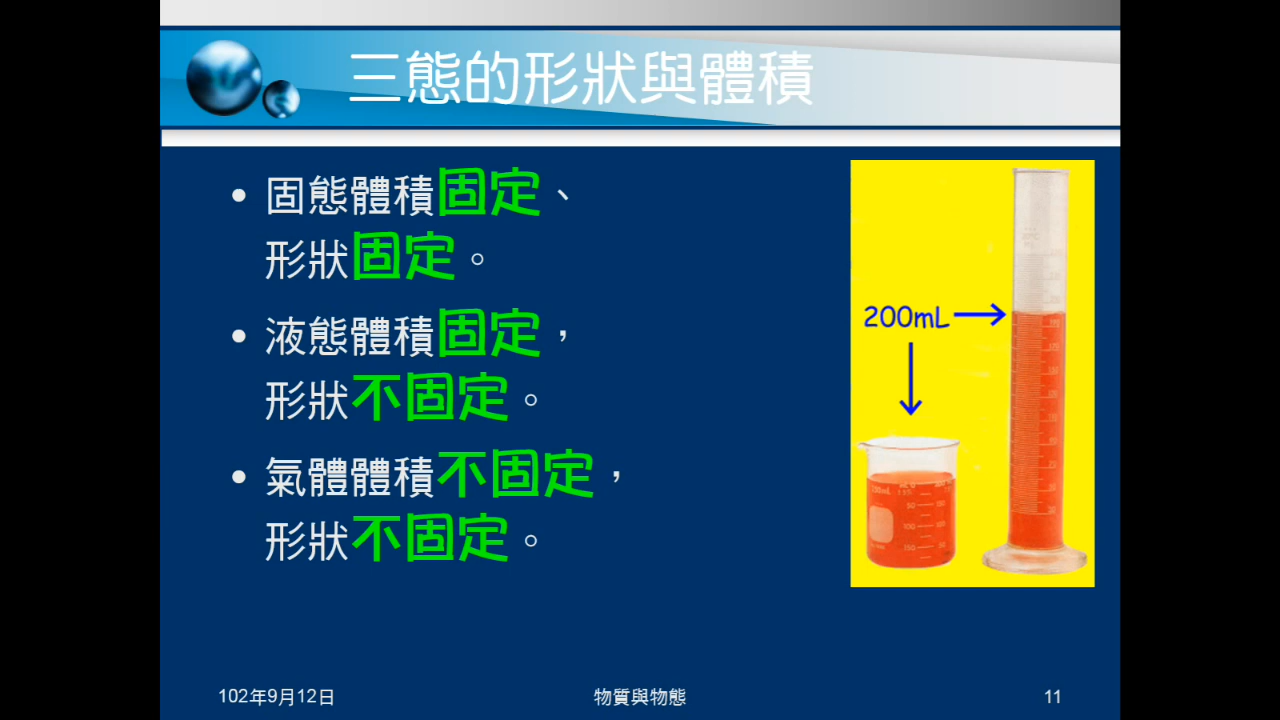 三態的形狀與體積
• 固態體積固定、
形狀固定。
• 液態體積固定，
形狀不固定。
• 氣體體積不固定，
形狀不固定。
200mL
102年9月12日
物質與物態
11